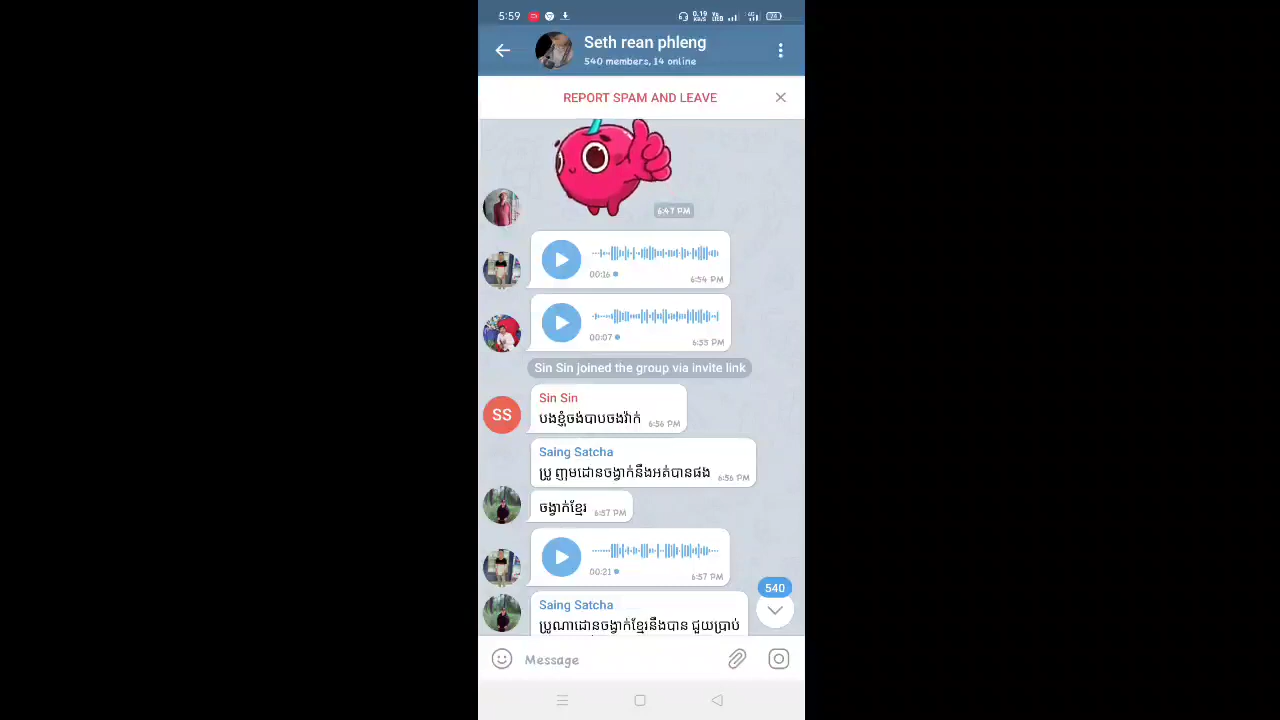 5:59
0.19 KB/S
4G
Seth rean phleng
540 members, 14 online
REPORT SPAM AND LEAVE
6:47 PM
00:16
6:54 PM
00:07
6:55 PM
Sin Sin joined the group via invite link
SS
Sin Sin
បងខ្ញុំចង់បាបចងវ៉ាក់ 6:56 PM
Saing Satcha
ប្រូ ញុមដោនចង្វាក់នឹងអត់បានផង 6:56 PM
ចង្វាក់ខ្មែរ 6:57 PM
00:21
6:57 PM
540
Saing Satcha
ប្រូណាដោនចង្វាក់ខ្មែរនឹងបាន ជួយប្រាប់
Message